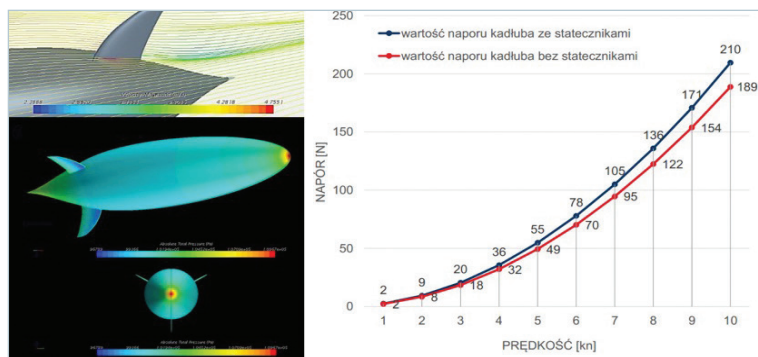 250
200
150
100
50
0
NAPÓR [N]
wartość naporu kadłuba ze statecznikami
wartość naporu kadłuba bez statecznikami
2 9 20 36 55 78 105 136 171 210
2 8 18 32 49 70 95 122 154 189
1 2 3 4 5 6 7 8 9 10
PRĘDKOŚĆ [kn]